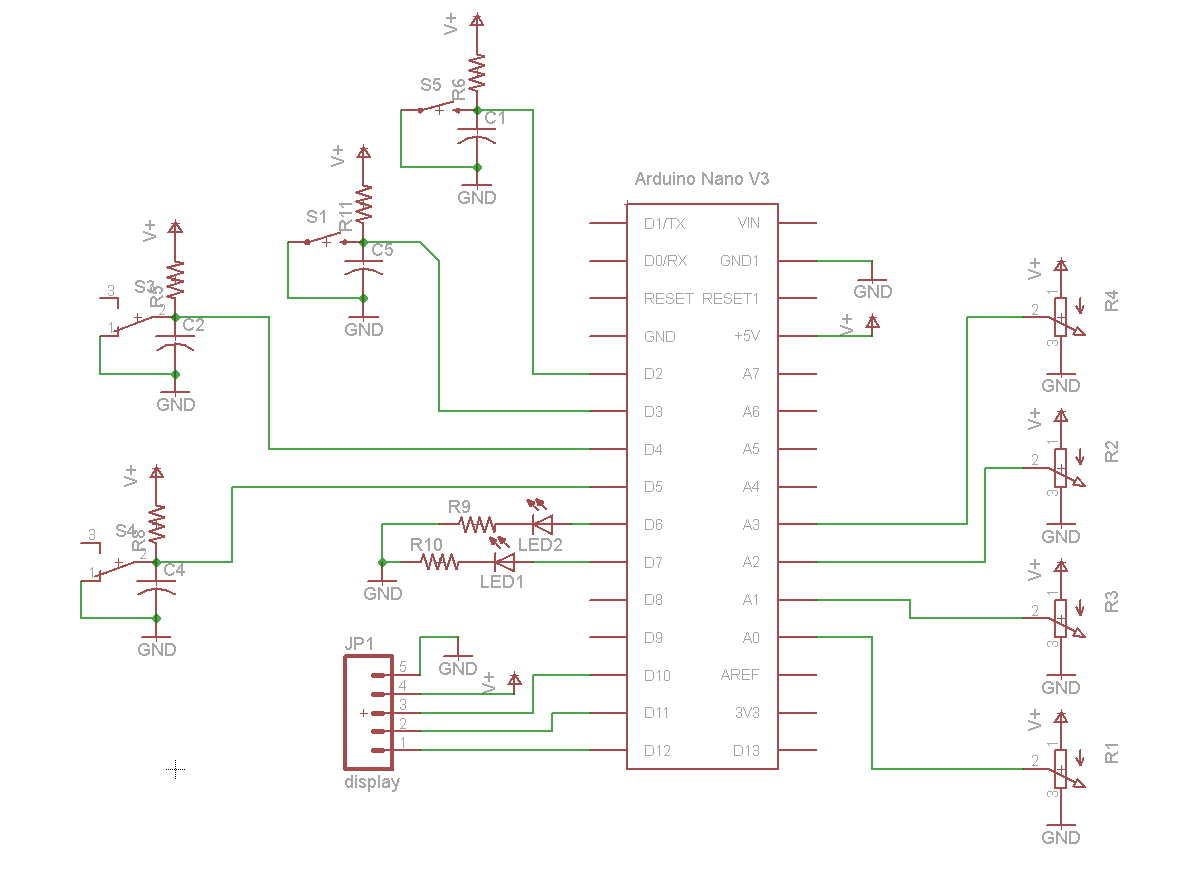 V+
S5
R6
C1
GND
V+
S1
R11
C5
GND
V+
S3
R5
3
2
1
C2
GND
V+
S4
R8
3
2
1
C4
GND
Arduino Nano V3
D1/TX VIN
D0/RX GND1
RESET RESET1
GND +5V
D2 A7
D3 A6
D4 A5
D5 A4
D6 A3
D7 A2
D8 A1
D9 A0
D10 AREF
D11 3V3
D12 D13
GND
V+
R9
LED2
R10
LED1
GND
JP1
5
4
3
2
1
GND
V+
display
V+
1
2
3
R4
GND
V+
1
2
3
R2
GND
V+
1
2
3
R3
GND
V+
1
2
3
R1
GND